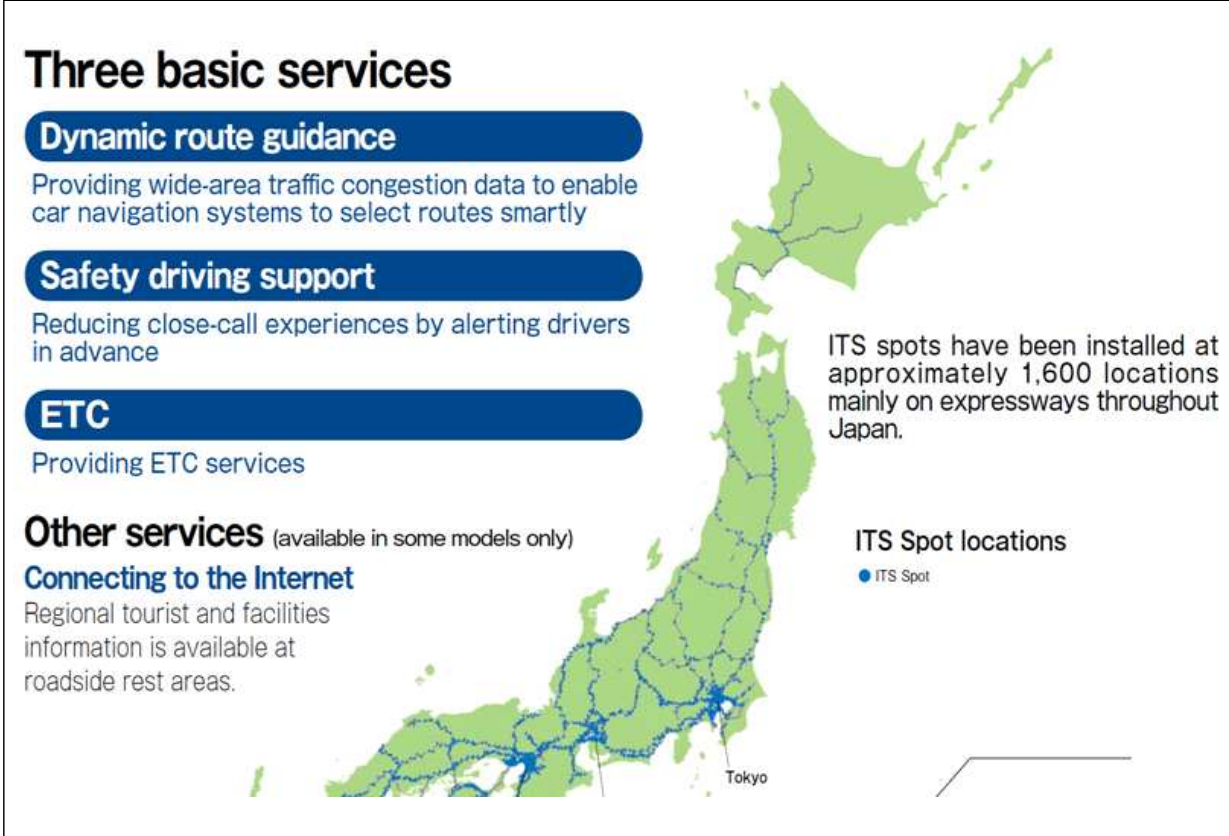 Three basic services
Dynamic route guidance
Providing wide-area traffic congestion data to enable
car navigation systems to select routes smartly
Safety driving support
Reducing close-call experiences by alerting drivers
in advance
ETC
Providing ETC services
Other services (available in some models only)
Connecting to the Internet
Regional tourist and facilities
information is available at
roadside rest areas.
ITS spots have been installed at
approximately 1,600 locations
mainly on expressways throughout
Japan.
ITS Spot locations
ITS Spot
Tokyo